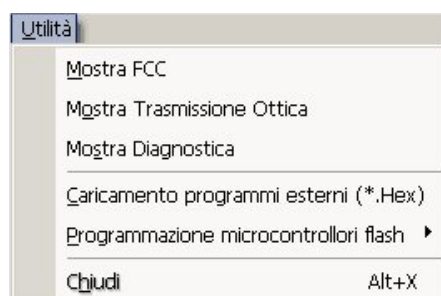 Utilità
Mostra FCC
Mostra Trasmissione Ottica
Mostra Diagnostica
Caricamento programmi esterni (*.Hex)
Programmazione microcontrollori flash
Chiudi Alt+X